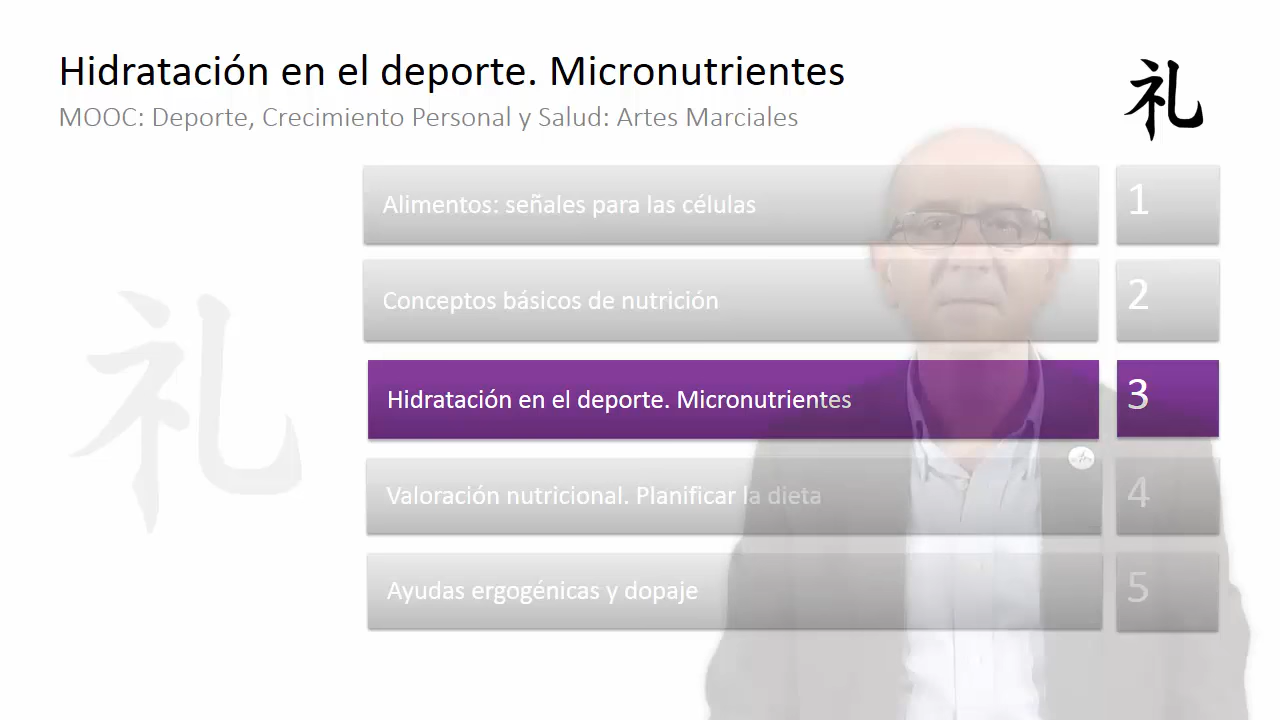 Hidratación en el deporte. Micronutrientes
MOOC: Deporte, Crecimiento Personal y Salud: Artes Marciales
礼
Alimentos: señales para las células 1
Conceptos básicos de nutrición 2
礼
Hidratación en el deporte. Micronutrientes 3
Valoración nutricional. Planificar la dieta 4
Ayudas ergogénicas y dopaje 5